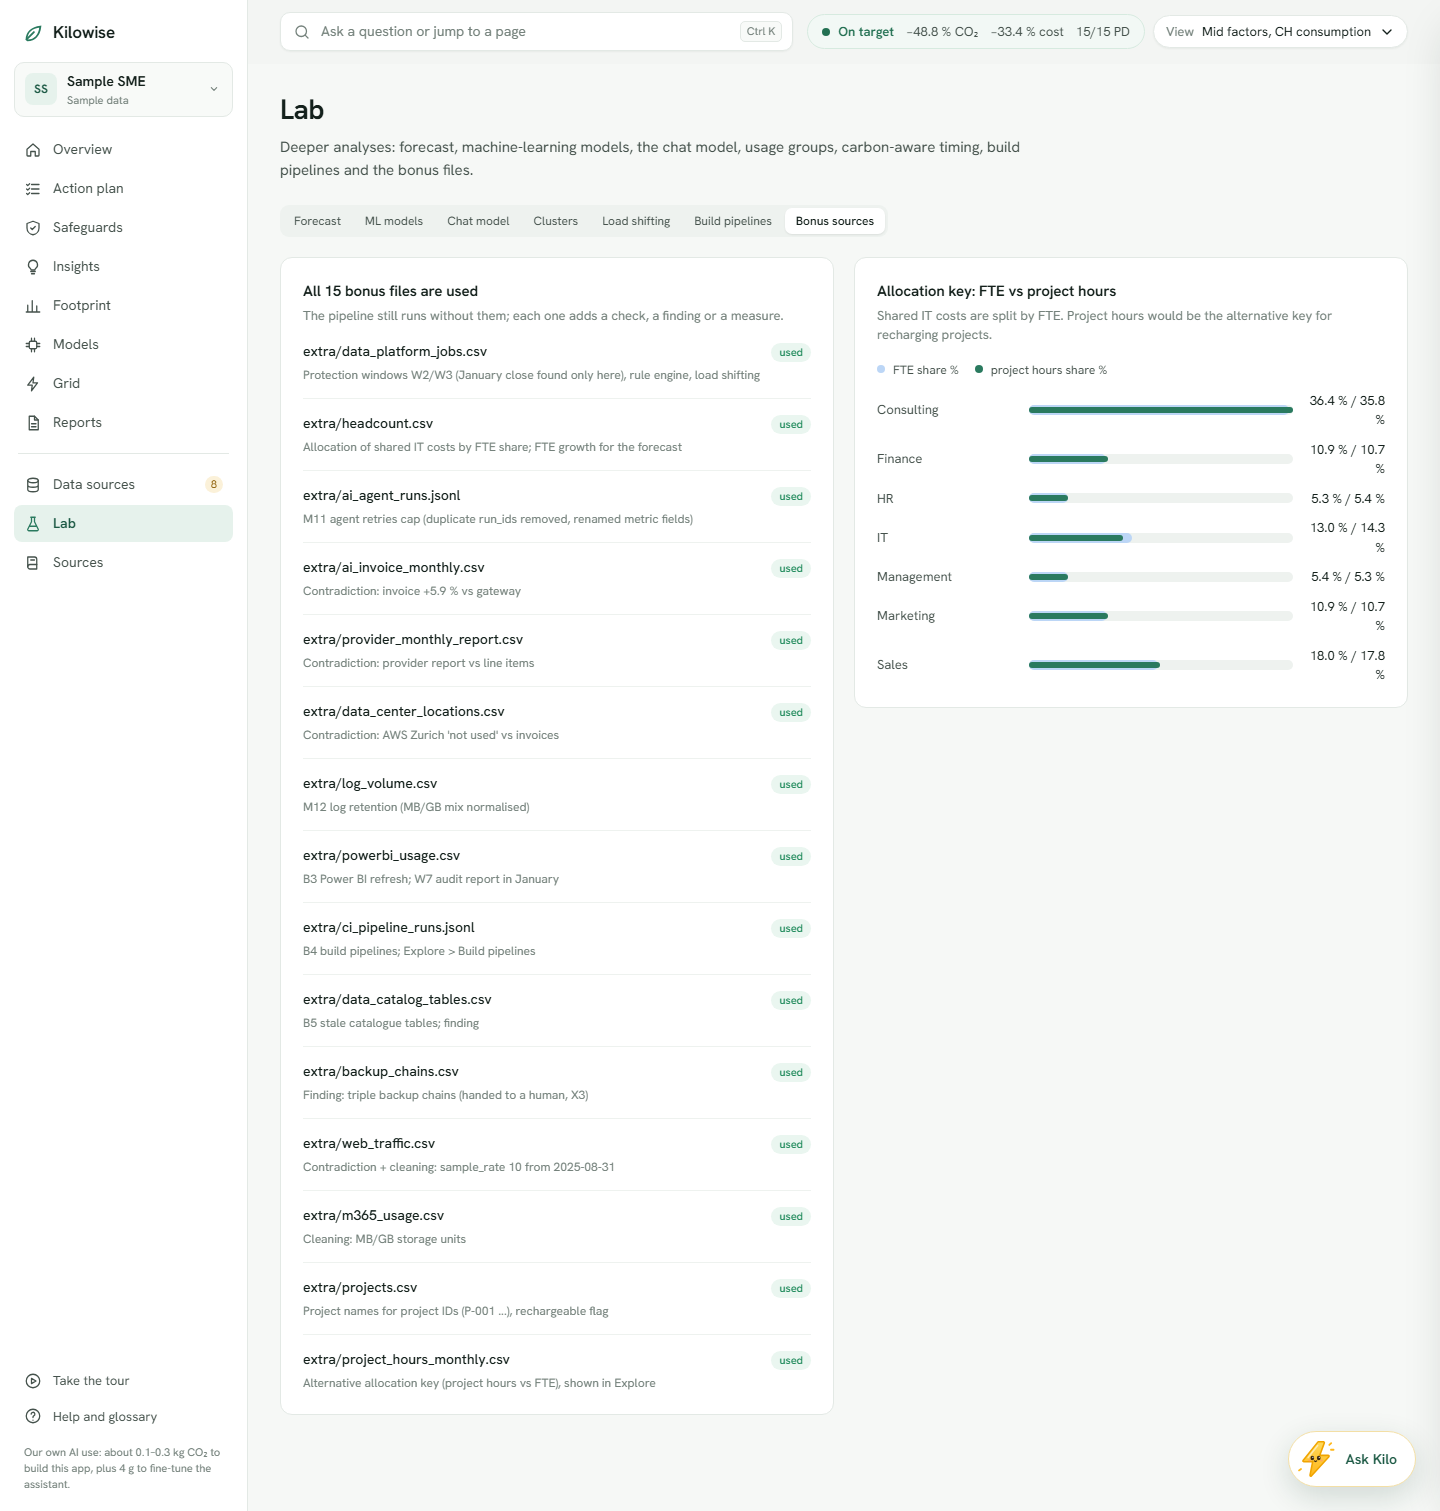 Kilowise
SS
Sample SME
Sample data
Overview
Action plan
Safeguards
Insights
Footprint
Models
Grid
Reports
Data sources
8
Lab
Sources
Take the tour
Help and glossary
Our own AI use: about 0.1–0.3 kg CO₂ to
build this app, plus 4 g to fine-tune the
assistant.
Ask a question or jump to a page
Ctrl K
On target −48.8 % CO₂ −33.4 % cost 15/15 PD
View Mid factors, CH consumption
Lab
Deeper analyses: forecast, machine-learning models, the chat model, usage groups, carbon-aware timing, build
pipelines and the bonus files.
Forecast ML models Chat model Clusters Load shifting Build pipelines Bonus sources
All 15 bonus files are used
The pipeline still runs without them; each one adds a check, a finding or a measure.
extra/data_platform_jobs.csv used
Protection windows W2/W3 (January close found only here), rule engine, load shifting
extra/headcount.csv used
Allocation of shared IT costs by FTE share; FTE growth for the forecast
extra/ai_agent_runs.jsonl used
M11 agent retries cap (duplicate run_ids removed, renamed metric fields)
extra/ai_invoice_monthly.csv used
Contradiction: invoice +5.9 % vs gateway
extra/provider_monthly_report.csv used
Contradiction: provider report vs line items
extra/data_center_locations.csv used
Contradiction: AWS Zurich 'not used' vs invoices
extra/log_volume.csv used
M12 log retention (MB/GB mix normalised)
extra/powerbi_usage.csv used
B3 Power BI refresh; W7 audit report in January
extra/ci_pipeline_runs.jsonl used
B4 build pipelines; Explore > Build pipelines
extra/data_catalog_tables.csv used
B5 stale catalogue tables; finding
extra/backup_chains.csv used
Finding: triple backup chains (handed to a human, X3)
extra/web_traffic.csv used
Contradiction + cleaning: sample_rate 10 from 2025-08-31
extra/m365_usage.csv used
Cleaning: MB/GB storage units
extra/projects.csv used
Project names for project IDs (P-001 ...), rechargeable flag
extra/project_hours_monthly.csv used
Alternative allocation key (project hours vs FTE), shown in Explore
Allocation key: FTE vs project hours
Shared IT costs are split by FTE. Project hours would be the alternative key for
recharging projects.
FTE share % project hours share %
Consulting 36.4 % / 35.8
%
Finance 10.9 % / 10.7
%
HR 5.3 % / 5.4 %
IT 13.0 % / 14.3
%
Management 5.4 % / 5.3 %
Marketing 10.9 % / 10.7
%
Sales 18.0 % / 17.8
%
Ask Kilo